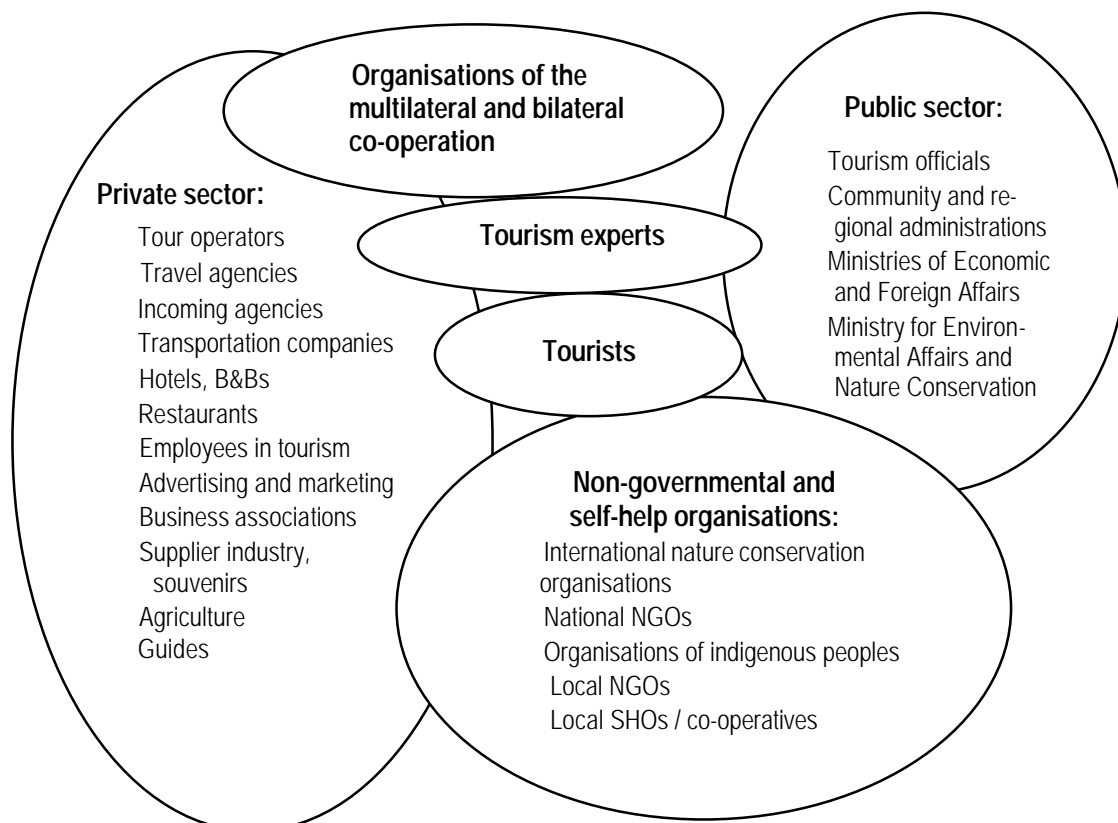 Organisations of the
multilateral and bilateral
co-operation
Public sector:
Tourism officials
Community and re-
gional administrations
Ministries of Economic
and Foreign Affairs
Ministry for Environ-
mental Affairs and
Nature Conservation
Private sector:
Tour operators
Travel agencies
Incoming agencies
Transportation companies
Hotels, B&Bs
Restaurants
Employees in tourism
Advertising and marketing
Business associations
Supplier industry,
souvenirs
Agriculture
Guides
Tourism experts
Tourists
Non-governmental and
self-help organisations:
International nature conservation
organisations
National NGOs
Organisations of indigenous peoples
Local NGOs
Local SHOs / co-operatives